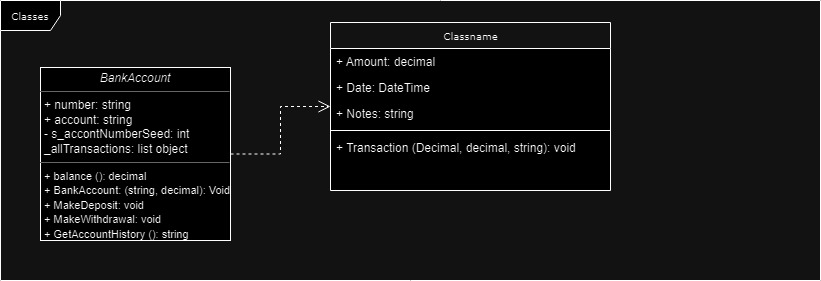 Classes
BankAccount
+ number: string
+ account: string
- s_accontNumberSeed: int
_allTransactions: list object
+ balance (): decimal
+ BankAccount: (string, decimal): Void
+ MakeDeposit: void
+ MakeWithdrawal: void
+ GetAccountHistory (): string
Classname
+ Amount: decimal
+ Date: DateTime
+ Notes: string
+ Transaction (Decimal, decimal, string): void